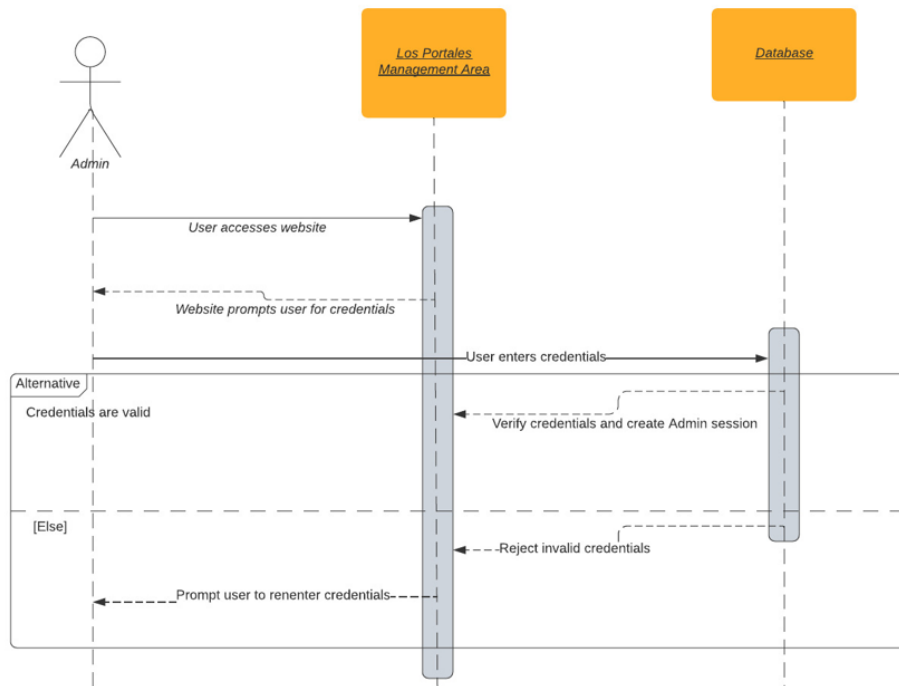 Los Portales
Management Area
Database
Admin
User accesses website
Website prompts user for credentials
User enters credentials
Alternative
Credentials are valid
Verify credentials and create Admin session
[Else]
Reject invalid credentials
Prompt user to renenter credentials